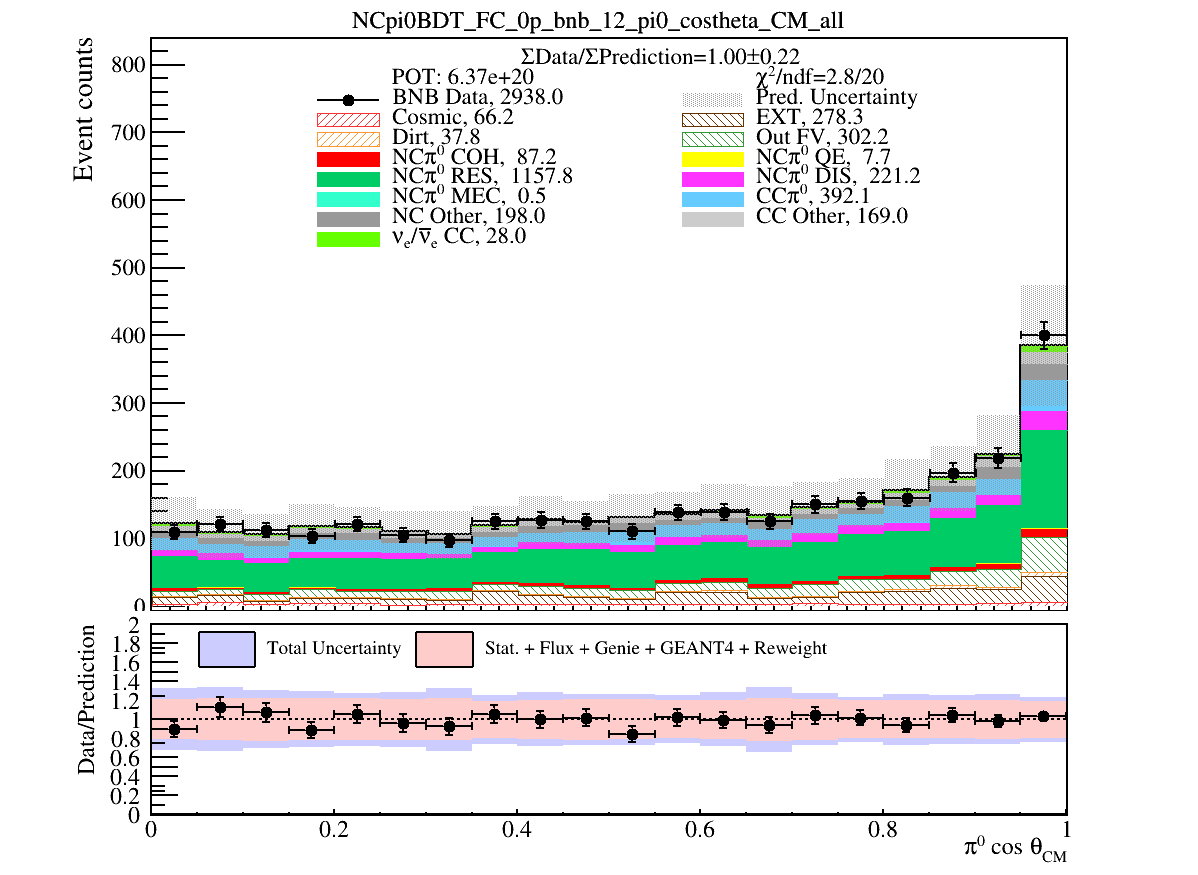 NCpi0BDT_FC_0p_bnb_12_pi0_costheta_CM_all
ΣData/ΣPrediction=1.00±0.22
POT: 6.37e+20 χ²/ndf=2.8/20
BNB Data, 2938.0 Pred. Uncertainty
Cosmic, 66.2 EXT, 278.3
Dirt, 37.8 Out FV, 302.2
NCπ⁰ COH, 87.2 NCπ⁰ QE, 7.7
NCπ⁰ RES, 1157.8 NCπ⁰ DIS, 221.2
NCπ⁰ MEC, 0.5 CCπ⁰, 392.1
NC Other, 198.0 CC Other, 169.0
νₑ/ν̅ₑ CC, 28.0
Event counts
800
700
600
500
400
300
200
100
0
Total Uncertainty Stat. + Flux + Genie + GEANT4 + Reweight
Data/Prediction
2
1.8
1.6
1.4
1.2
1
0.8
0.6
0.4
0.2
0
0 0.2 0.4 0.6 0.8 1
π⁰ cos θ_CM